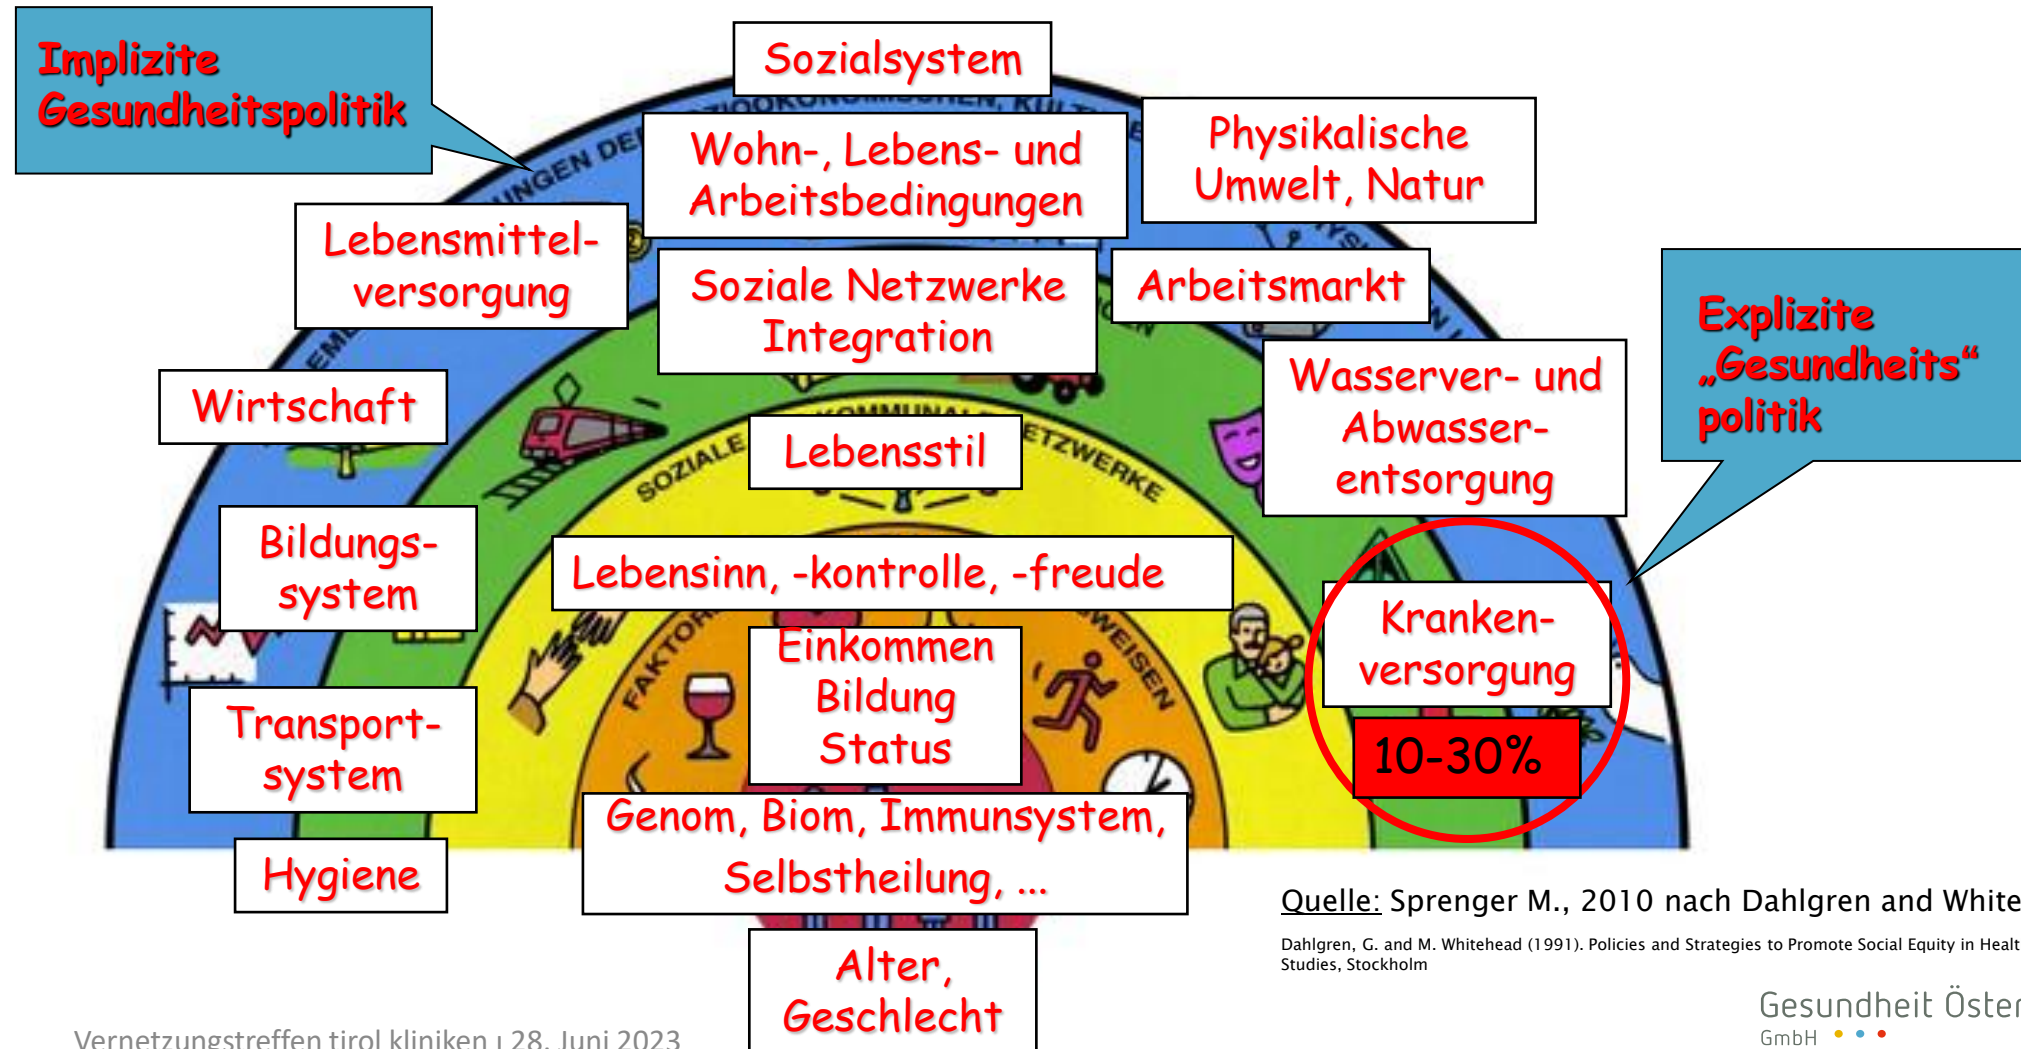 Implizite
Gesundheitspolitik
Sozialsystem
Wohn-, Lebens- und
Arbeitsbedingungen
Physikalische
Umwelt, Natur
Lebensmittel-
versorgung
Soziale Netzwerke
Integration
Arbeitsmarkt
Explizite
„Gesundheits“
politik
Wirtschaft
Wasserver- und
Abwasser-
entsorgung
SOZIALE
Lebensstil
Bildungs-
system
Lebensinn, -kontrolle, -freude
Kranken-
versorgung
10-30%
Einkommen
Bildung
Status
Transport-
system
Genom, Biom, Immunsystem,
Selbstheilung, ...
Hygiene
Alter,
Geschlecht
Quelle: Sprenger M., 2010 nach Dahlgren and White
Dahlgren, G. and M. Whitehead (1991). Policies and Strategies to Promote Social Equity in Healt
Studies, Stockholm
Vernetzungstreffen tirol kliniken ı 28. Juni 2023
Gesundheit Öster
GmbH